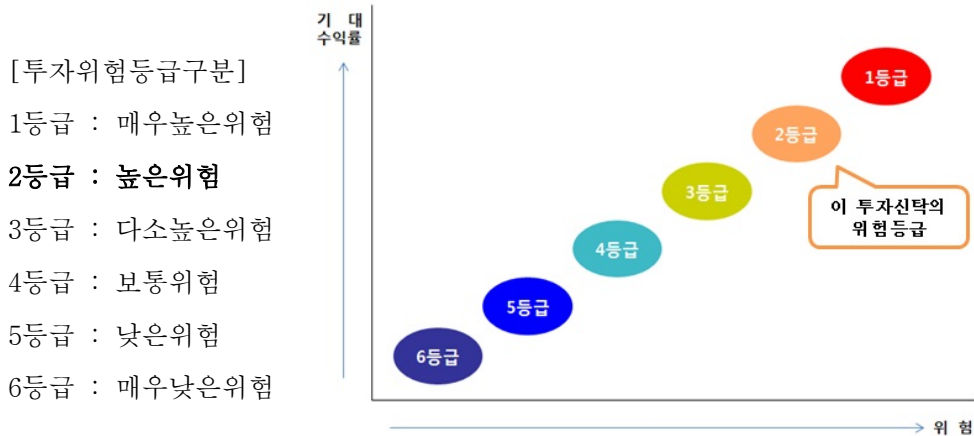 [투자위험등급구분]
1등급 : 매우높은위험
2등급 : 높은위험
3등급 : 다소높은위험
4등급 : 보통위험
5등급 : 낮은위험
6등급 : 매우낮은위험
기 대
수익률
1등급
2등급
3등급
이 투자신탁의
위험등급
4등급
5등급
6등급
위 험